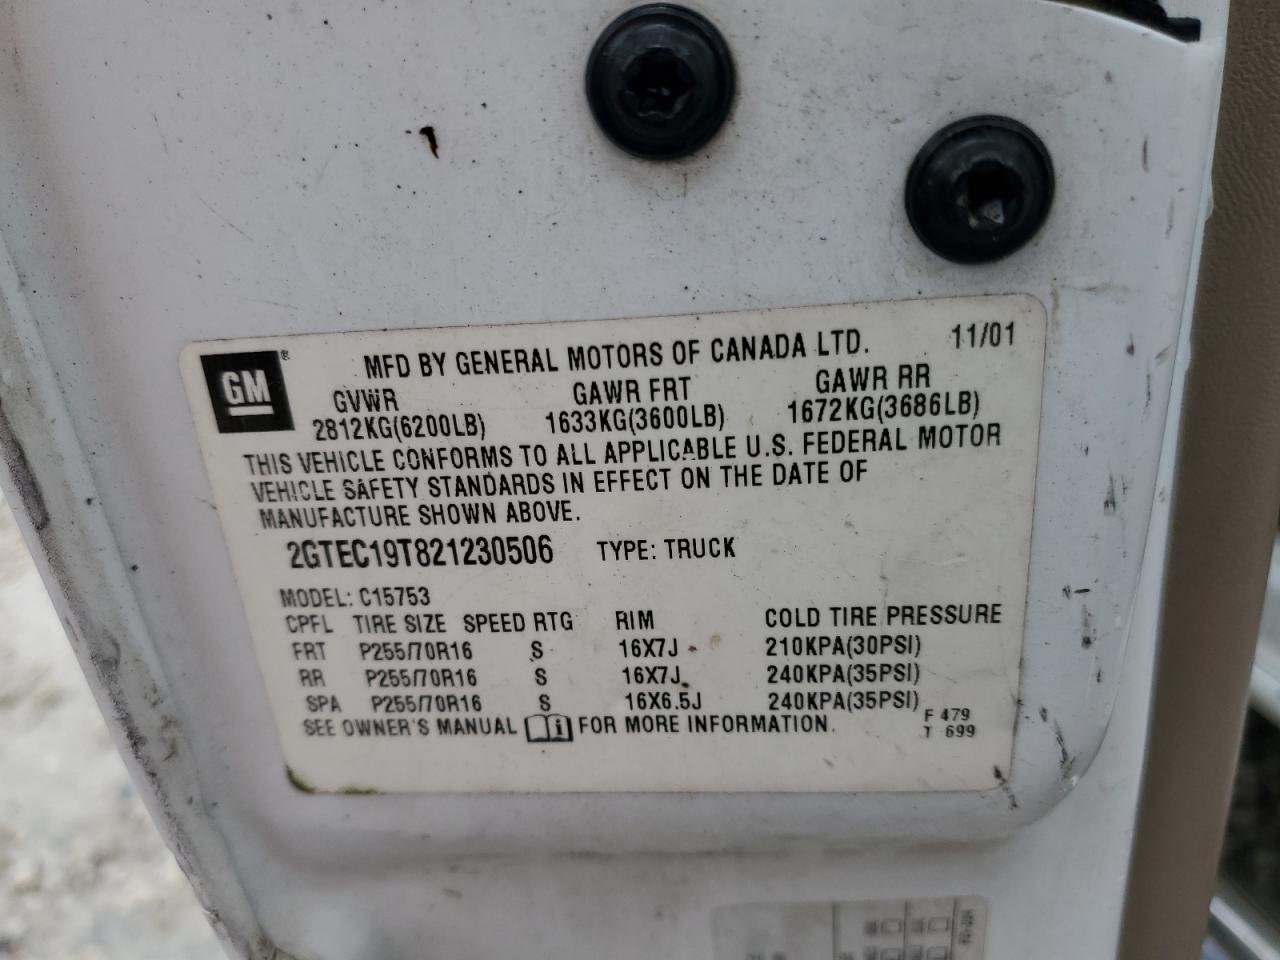 GM ®
MFD BY GENERAL MOTORS OF CANADA LTD. 11/01
GVWR GAWR FRT GAWR RR
2812KG(6200LB) 1633KG(3600LB) 1672KG(3686LB)
THIS VEHICLE CONFORMS TO ALL APPLICABLE U.S. FEDERAL MOTOR
VEHICLE SAFETY STANDARDS IN EFFECT ON THE DATE OF
MANUFACTURE SHOWN ABOVE.
2GTEC19T821230506 TYPE: TRUCK
MODEL: C15753
CPFL TIRE SIZE SPEED RTG RIM COLD TIRE PRESSURE
FRT P255/70R16 S 16X7J 210KPA(30PSI)
RR P255/70R16 S 16X7J 240KPA(35PSI)
SPA P255/70R16 S 16X6.5J 240KPA(35PSI)
SEE OWNER'S MANUAL i FOR MORE INFORMATION. F 479
T 699